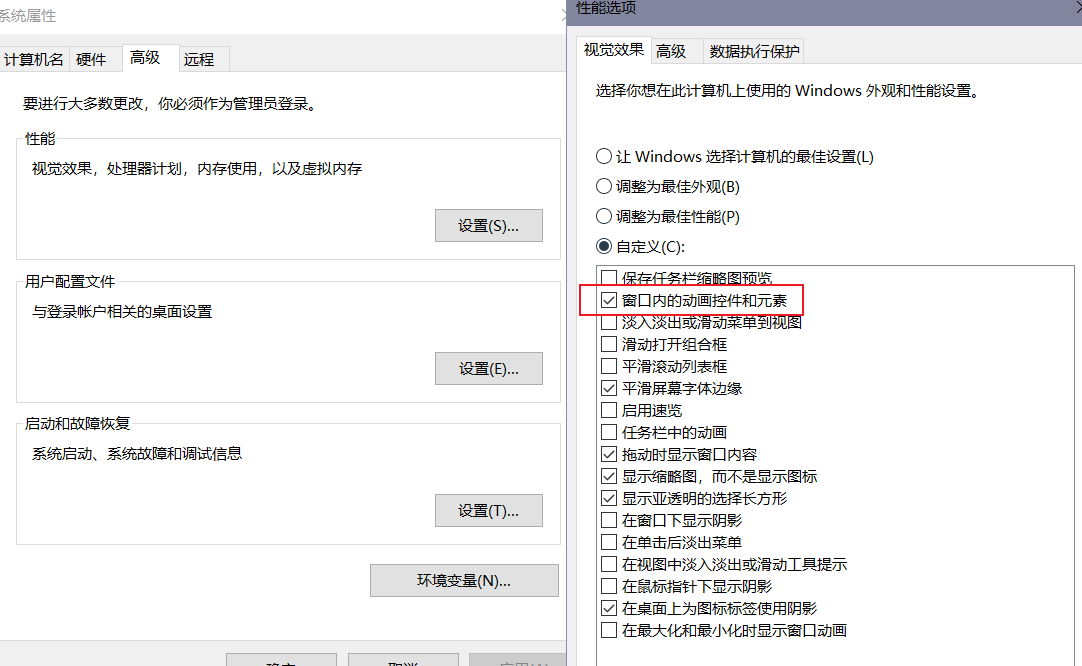 系统属性
计算机名
硬件
高级
远程
要进行大多数更改，你必须作为管理员登录。
性能
视觉效果，处理器计划，内存使用，以及虚拟内存
设置(S)...
用户配置文件
与登录帐户相关的桌面设置
设置(E)...
启动和故障恢复
系统启动、系统故障和调试信息
设置(T)...
环境变量(N)...
确定
取消
应用(A)
性能选项
视觉效果
高级
数据执行保护
选择你想在此计算机上使用的 Windows 外观和性能设置。
让 Windows 选择计算机的最佳设置(L)
调整为最佳外观(B)
调整为最佳性能(P)
自定义(C):
保存任务栏缩略图预览
窗口内的动画控件和元素
淡入淡出或滑动菜单到视图
滑动打开组合框
平滑滚动列表框
平滑屏幕字体边缘
启用速览
任务栏中的动画
拖动时显示窗口内容
显示缩略图，而不是显示图标
显示亚透明的选择长方形
在窗口下显示阴影
在单击后淡出菜单
在视图中淡入淡出或滑动工具提示
在鼠标指针下显示阴影
在桌面上为图标标签使用阴影
在最大化和最小化时显示窗口动画